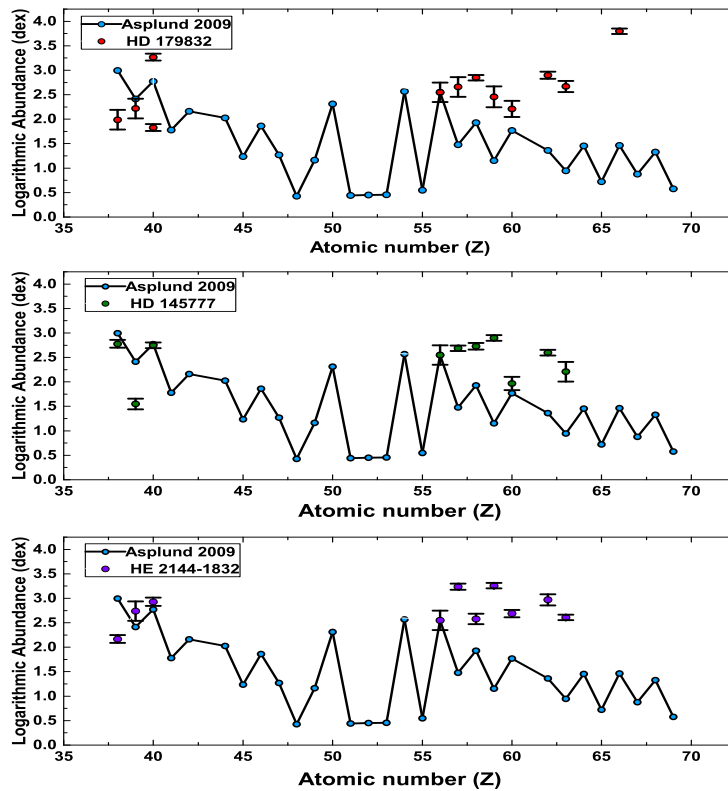 Logarithmic Abundance (dex)
4.0
3.5
3.0
2.5
2.0
1.5
1.0
0.5
0.0
Asplund 2009
HD 179832
35 40 45 50 55 60 65 70
Atomic number (Z)
Logarithmic Abundance (dex)
4.0
3.5
3.0
2.5
2.0
1.5
1.0
0.5
0.0
Asplund 2009
HD 145777
35 40 45 50 55 60 65 70
Atomic number (Z)
Logarithmic Abundance (dex)
4.0
3.5
3.0
2.5
2.0
1.5
1.0
0.5
0.0
Asplund 2009
HE 2144-1832
35 40 45 50 55 60 65 70
Atomic number (Z)